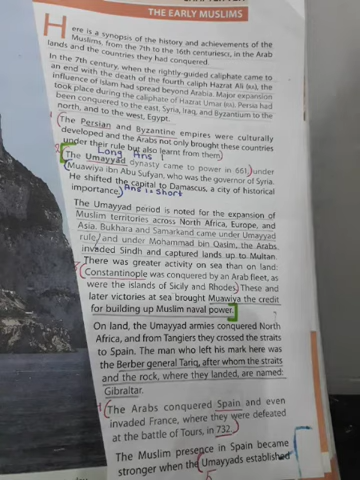 THE EARLY MUSLIMS
Here is a synopsis of the history and achievements of the
Muslims, from the 7th to the 16th centuriesε, in the Arab
lands and the countries they had conquered.
In the 7th century, when the rightly-guided caliphate came to
an end with the death of the fourth caliph Hazrat Ali (RA), the
influence of Islam had spread beyond Arabia. Major expansion
took place during the caliphate of Hazrat Umar (RA). Persia had
been conquered to the east, Syria, Iraq, and Byzantium to the
north, and to the west, Egypt.
The Persian and Byzantine empires were culturally
developed and the Arabs not only brought these countries
under their rule but also learnt from them)
Long Ans
The Umayyad dynasty came to power in 661, under
Muawiya ibn Abu Sufyan, who was the governor of Syria.
He shifted the capital to Damascus, a city of historical
importance. Ans is short
The Umayyad period is noted for the expansion of
Muslim territories across North Africa, Europe, and
Asia. Bukhara and Samarkand came under Umayyad
rule, and under Mohammad bin Qasim, the Arabs
invaded Sindh and captured lands up to Multan.
There was greater activity on sea than on land:
Constantinople was conquered by an Arab fleet, as
were the islands of Sicily and Rhodes. These and
later victories at sea brought Muawiya the credit
for building up Muslim naval power.
On land, the Umayyad armies conquered North
Africa, and from Tangiers they crossed the straits
to Spain. The man who left his mark here was
the Berber general Tariq, after whom the straits
and the rock, where they landed, are named:
Gibraltar.
(The Arabs conquered Spain and even
invaded France, where they were defeated
at the battle of Tours, in 732.)
The Muslim presence in Spain became
stronger when the (Umayyads established
5